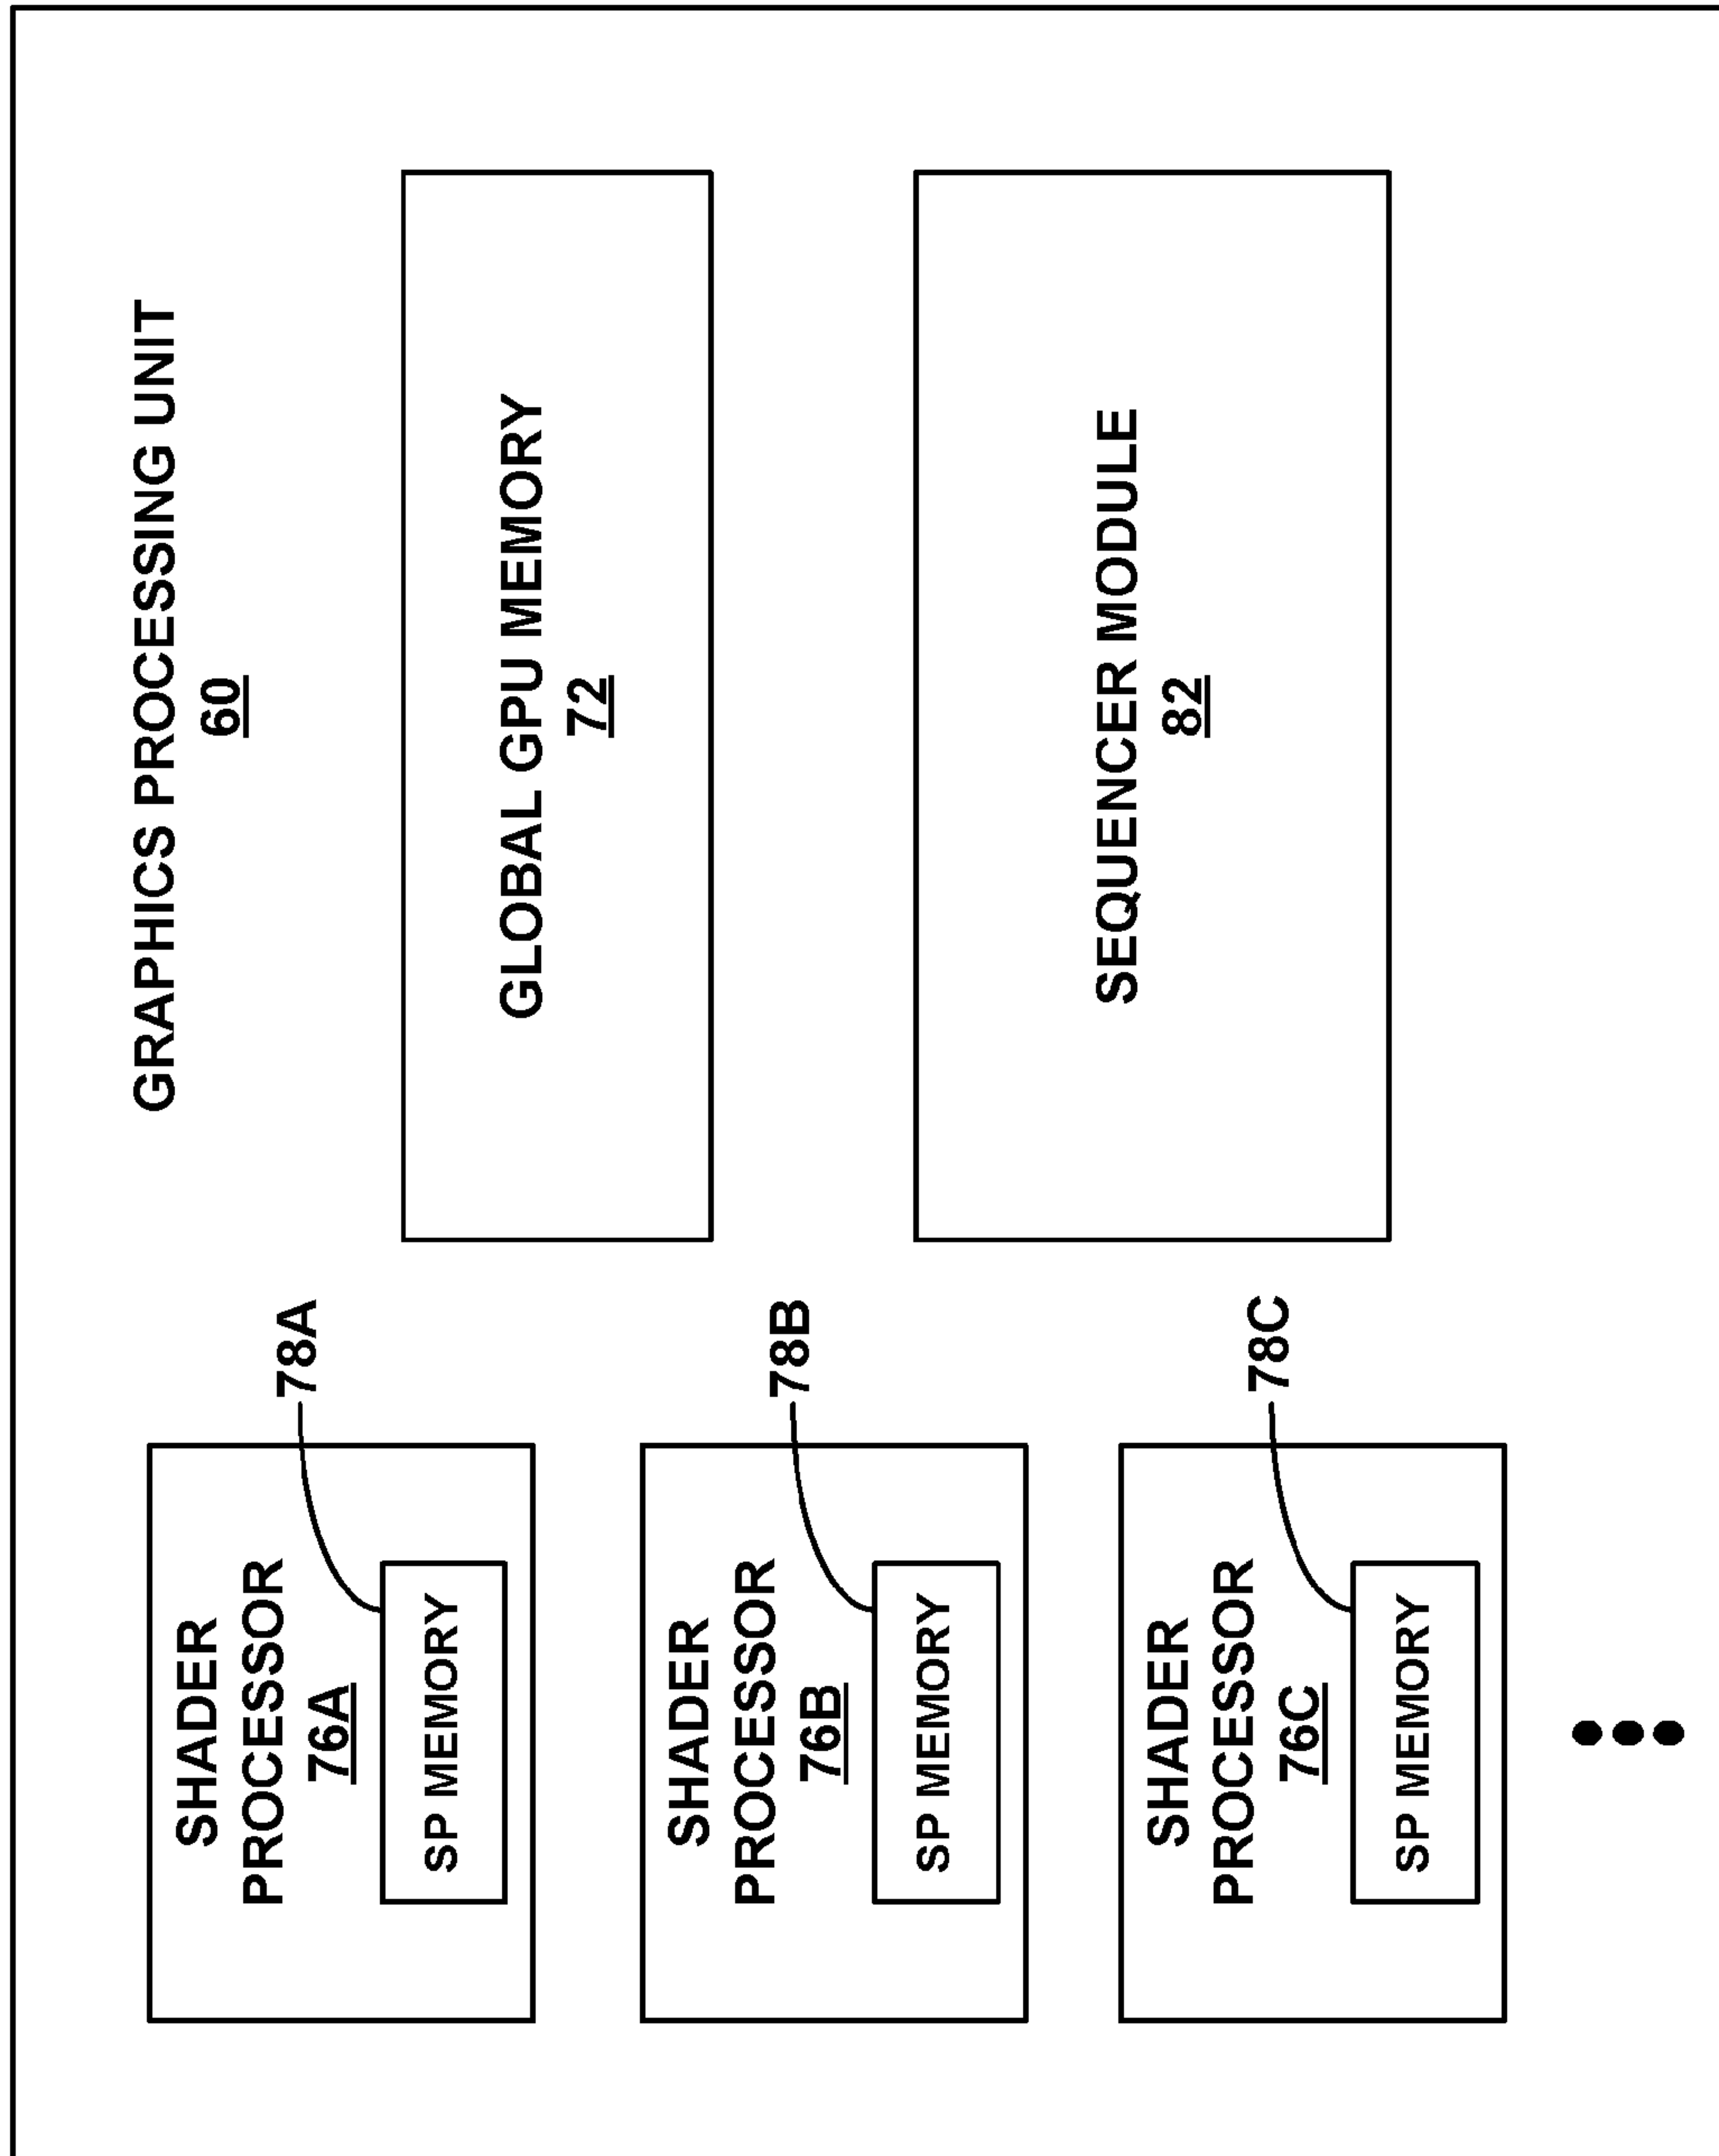 GRAPHICS PROCESSING UNIT
60
SHADER
PROCESSOR
76A
SP MEMORY
78A
GLOBAL GPU MEMORY
72
SHADER
PROCESSOR
76B
SP MEMORY
78B
SHADER
PROCESSOR
76C
SP MEMORY
78C
SEQUENCER MODULE
82